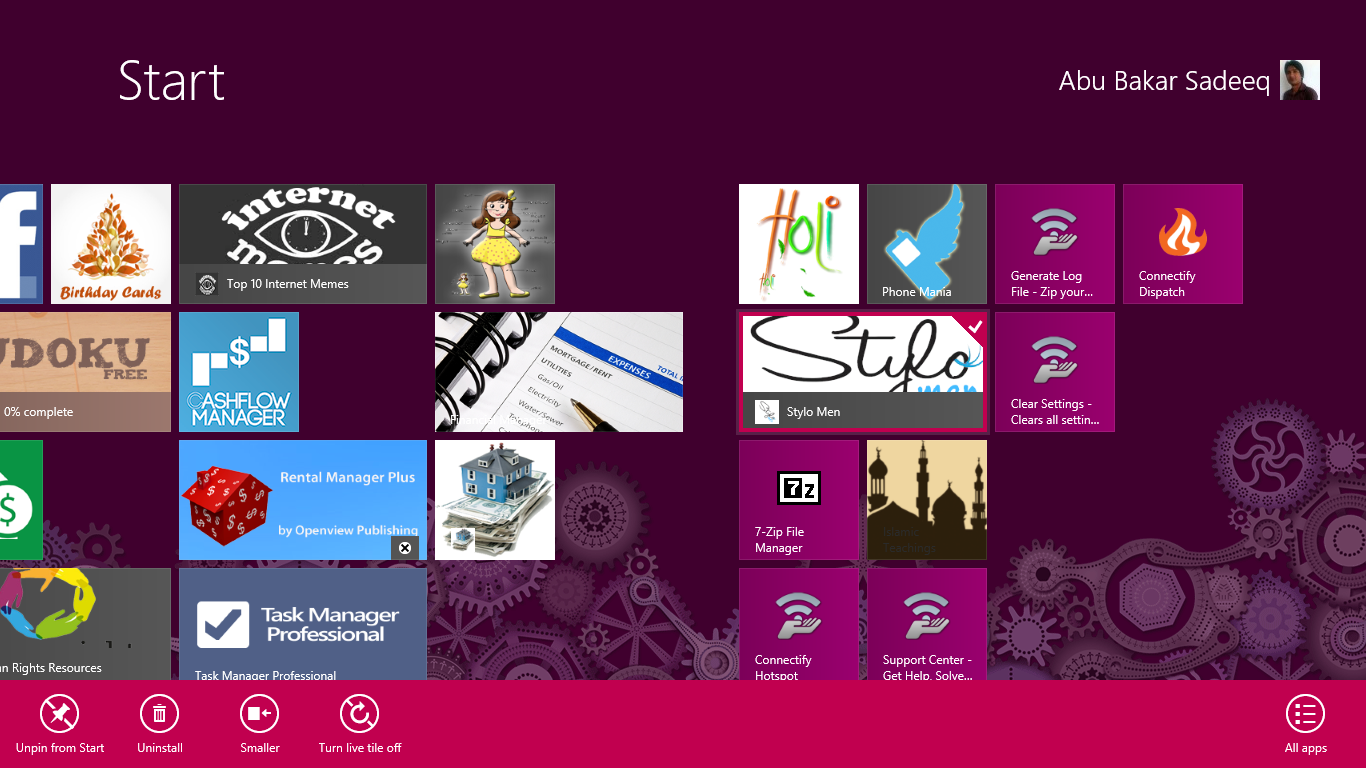 Start
Abu Bakar Sadeeq
Birthday Cards
internet
memes
Top 10 Internet Memes
Holi
Holi
Phone Mania
Generate Log
File - Zip your...
Connectify
Dispatch
UDOKU
FREE
0% complete
$
CASHFLOW
MANAGER
EXPENSES
TOTAL
MORTGAGE/RENT
UTILITIES
Gas/Oil
Electricity
Water/Sewer
Stylo
men
Stylo Men
Clear Settings -
Clears all settin...
$
Rental Manager Plus
by Openview Publishing
7z
7-Zip File
Manager
Islamic
Teachings
n Rights Resources
Task Manager
Professional
Task Manager Professional
Connectify
Hotspot
Support Center -
Get Help, Solve...
Unpin from Start
Uninstall
Smaller
Turn live tile off
All apps